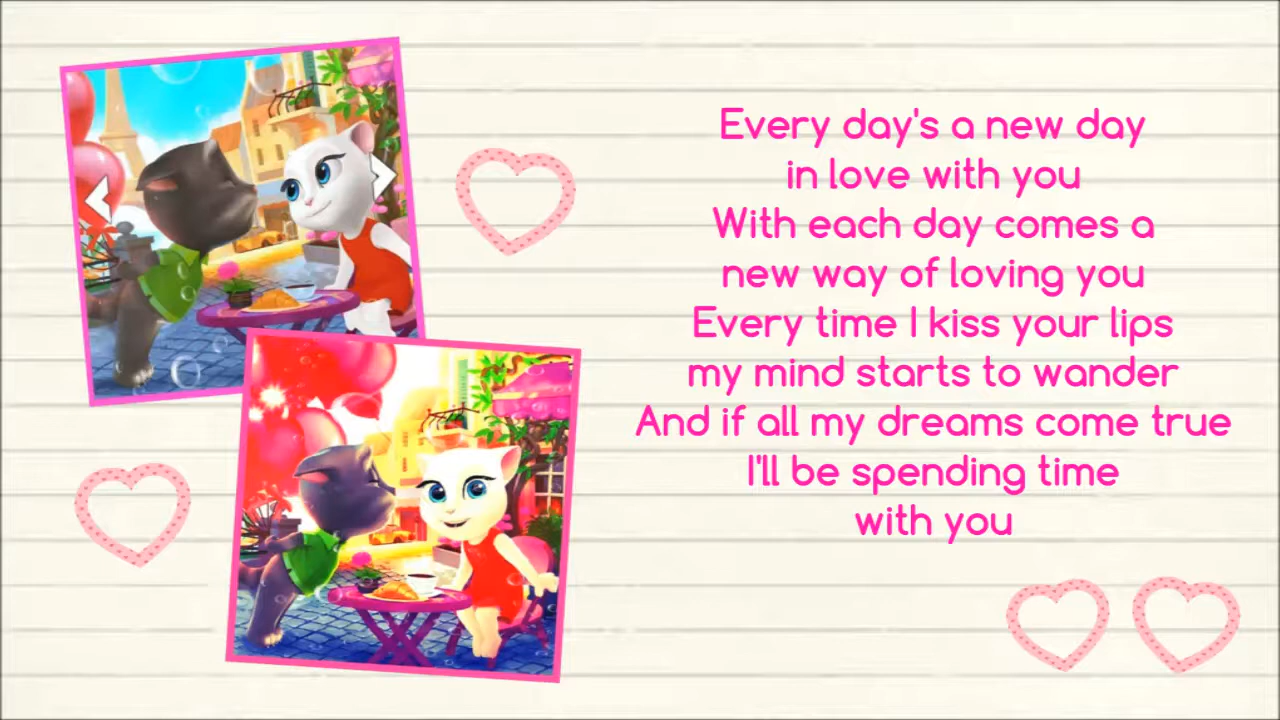 Every day's a new day
in love with you
With each day comes a
new way of loving you
Every time I kiss your lips
my mind starts to wander
And if all my dreams come true
I'll be spending time
with you